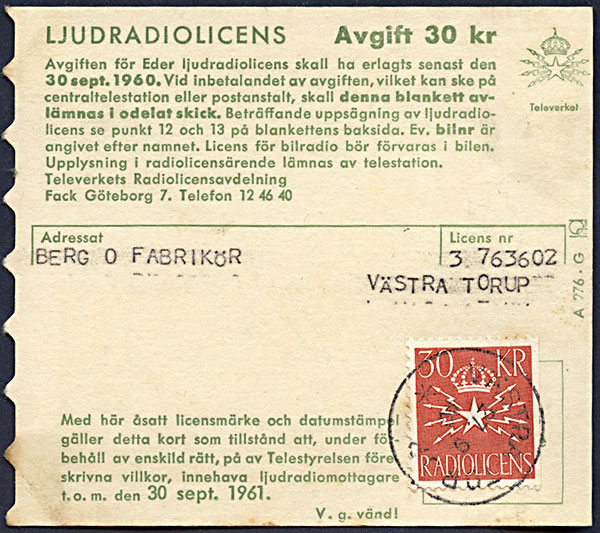 LJUDRADIOLICENS Avgift 30 kr
Avgiften för Eder ljudradiolicens skall ha erlagts senast den
30 sept. 1960. Vid inbetalandet av avgiften, vilket kan ske på
centraltelestation eller postanstalt, skall denna blankett av-
lämnas i odelat skick. Beträffande uppsägning av ljudradio-
licens se punkt 12 och 13 på blankettens baksida. Ev. bilnr är
angivet efter namnet. Licens för bilradio bör förvaras i bilen.
Upplysning i radiolicensärende lämnas av telestation.
Televerkets Radiolicensavdelning
Fack Göteborg 7. Telefon 12 46 40
Televerket
Adressat
Licens nr
BERG O FABRIKÖR
3 763602
VÄSTRA TORUP
A 776 - G
30 KR
RADIOLICENS
Med här åsatt licensmärke och datumstämpel
gäller detta kort som tillstånd att, under för-
behåll av enskild rätt, på av Telestyrelsen före
skrivna villkor, innehava ljudradiomottagare
t. o. m. den 30 sept. 1961.
V. g. vänd!